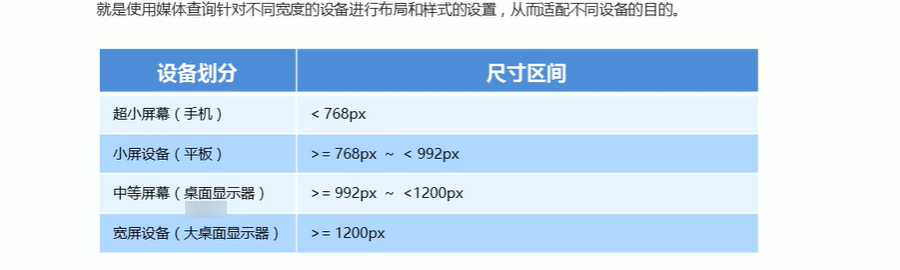 就是使用媒体查询针对不同宽度的设备进行布局和样式的设置，从而适配不同设备的目的。
设备划分 尺寸区间
超小屏幕（手机） < 768px
小屏设备（平板） >= 768px ~ < 992px
中等屏幕（桌面显示器） >= 992px ~ <1200px
宽屏设备（大桌面显示器） >= 1200px